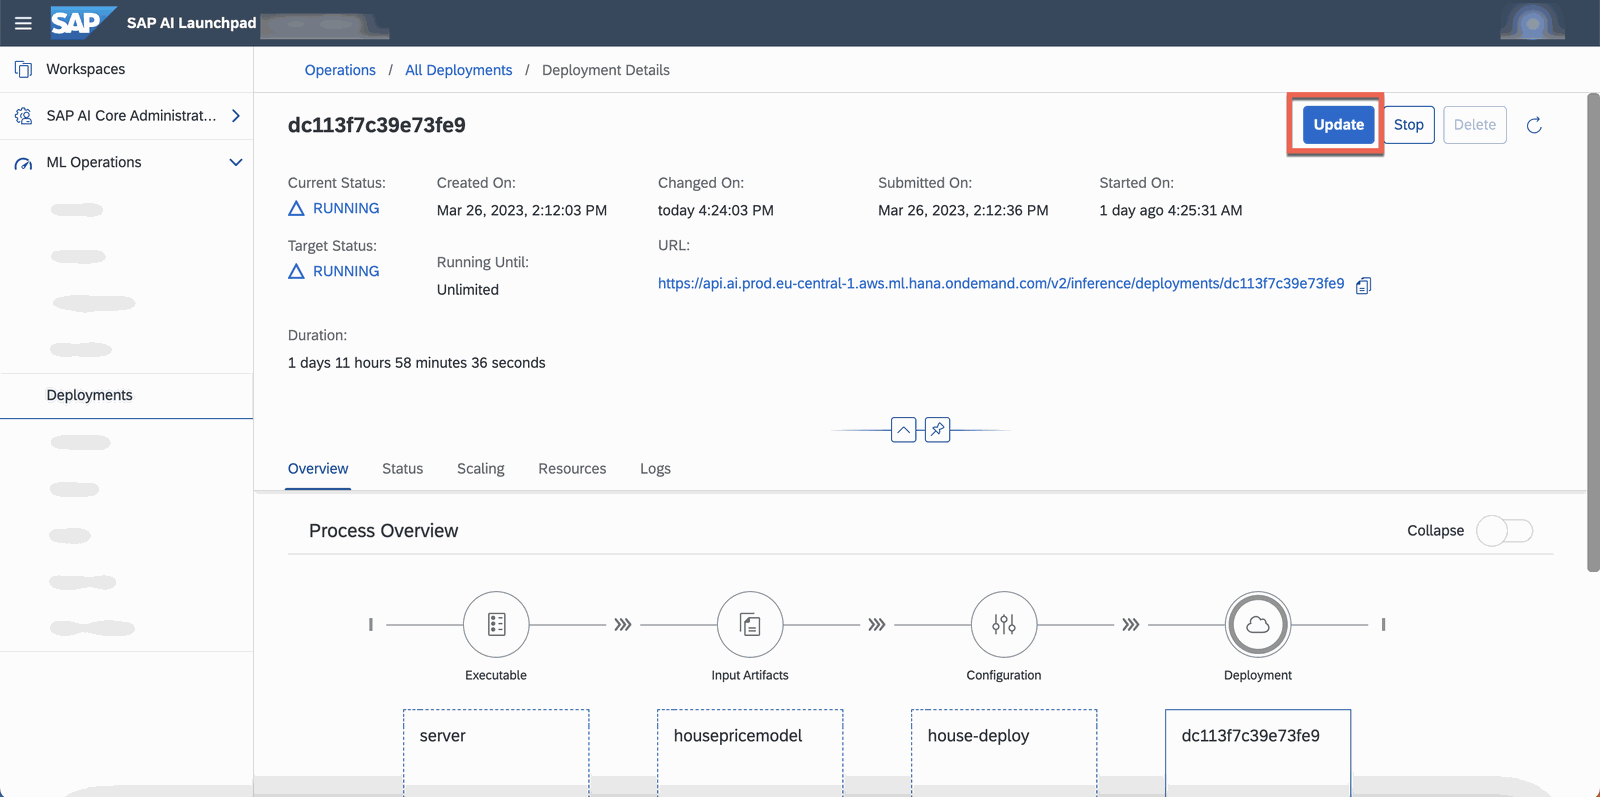 SAP SAP AI Launchpad
Workspaces
SAP AI Core Administrat...
ML Operations
Deployments
Operations / All Deployments / Deployment Details
dc113f7c39e73fe9
Update Stop Delete
Current Status:
RUNNING
Created On:
Mar 26, 2023, 2:12:03 PM
Changed On:
today 4:24:03 PM
Submitted On:
Mar 26, 2023, 2:12:36 PM
Started On:
1 day ago 4:25:31 AM
Target Status:
RUNNING
Running Until:
Unlimited
URL:
https://api.ai.prod.eu-central-1.aws.ml.hana.ondemand.com/v2/inference/deployments/dc113f7c39e73fe9
Duration:
1 days 11 hours 58 minutes 36 seconds
Overview Status Scaling Resources Logs
Process Overview
Collapse
Executable Input Artifacts Configuration Deployment
server housepricemodel house-deploy dc113f7c39e73fe9